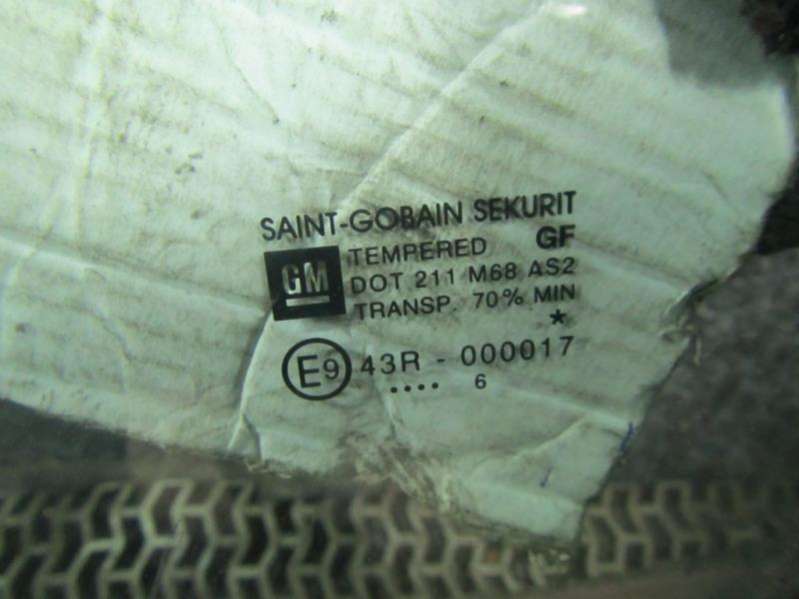 SAINT-GOBAIN SEKURIT
GM TEMPERED GF
DOT 211 M68 AS2
TRANSP. 70% MIN
*
E9 43R - 000017
.... 6